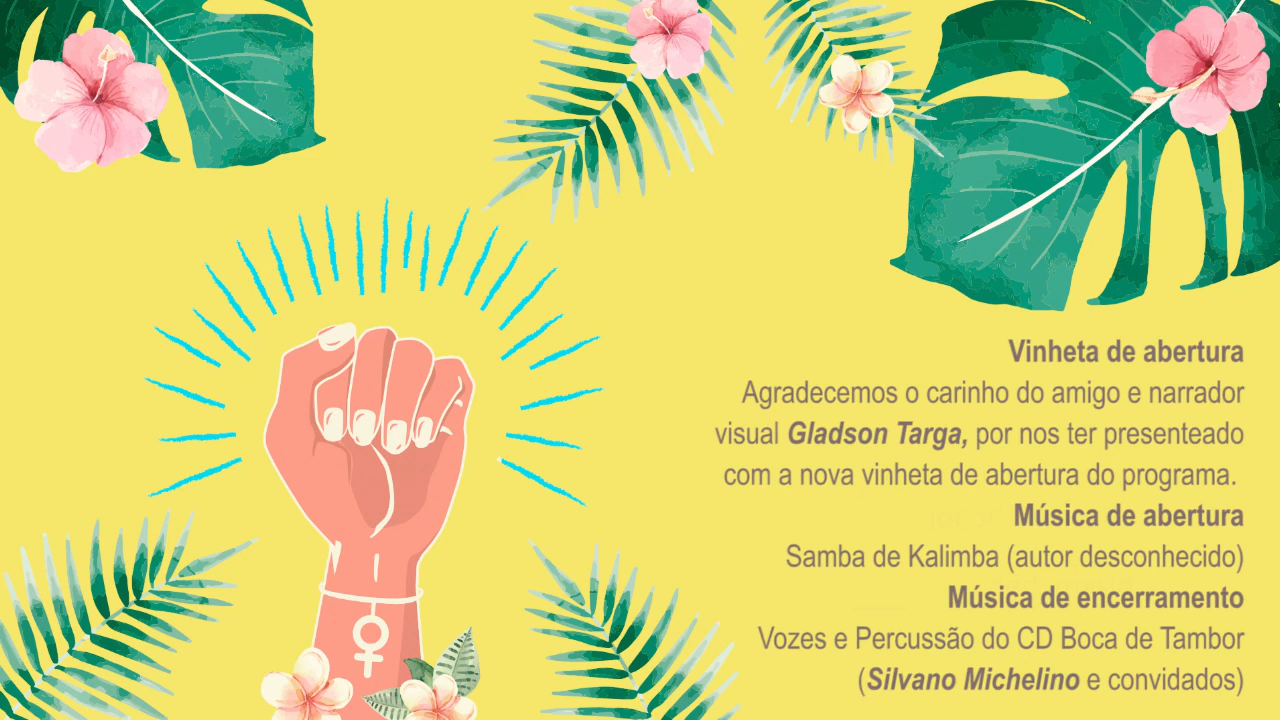 Vinheta de abertura
Agradecemos o carinho do amigo e narrador
visual Gladson Targa, por nos ter presenteado
com a nova vinheta de abertura do programa.
Música de abertura
Samba de Kalimba (autor desconhecido)
Música de encerramento
Vozes e Percussão do CD Boca de Tambor
(Silvano Michelino e convidados)